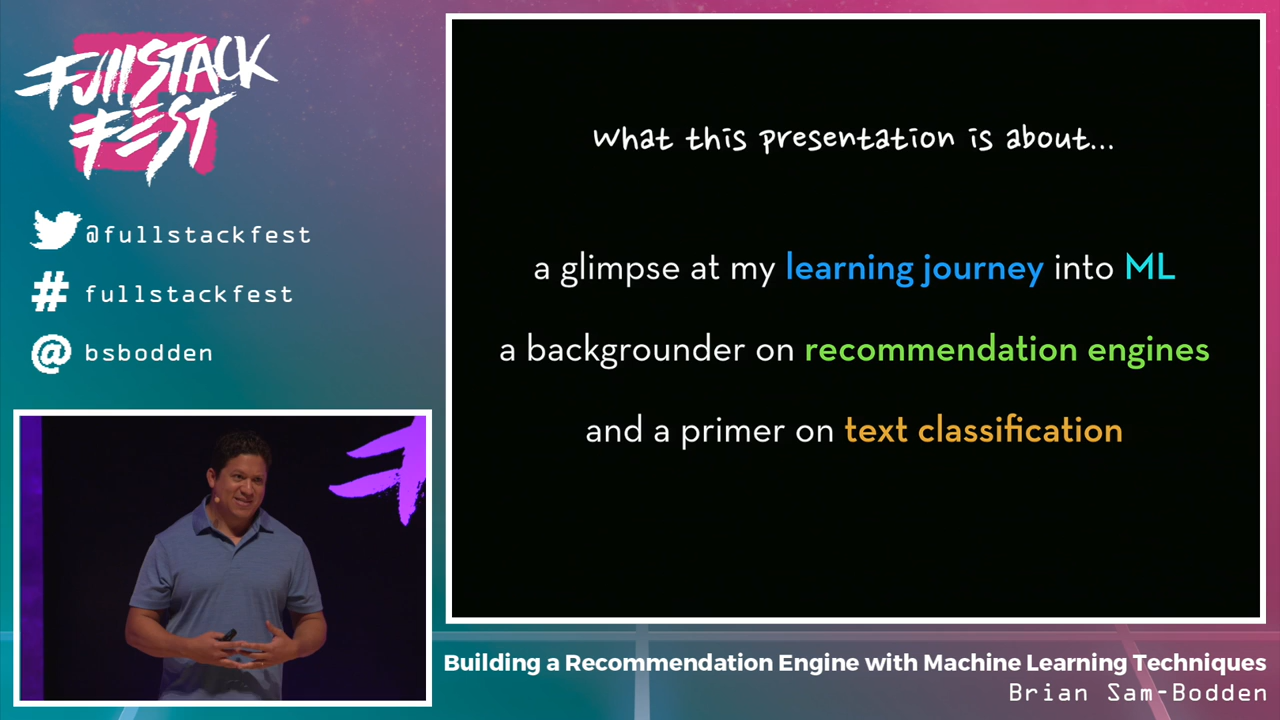 FullSTACK
FEST
@fullstackfest
# fullstackfest
@ bsbodden
What this presentation is about...
a glimpse at my learning journey into ML
a backgrounder on recommendation engines
and a primer on text classification
Building a Recommendation Engine with Machine Learning Techniques
Brian Sam-Bodden